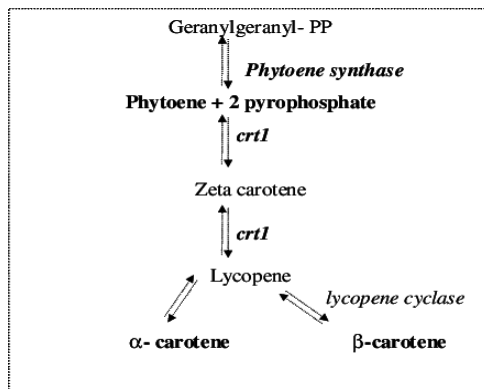 Geranylgeranyl- PP
Phytoene synthase
Phytoene + 2 pyrophosphate
crt1
Zeta carotene
crt1
Lycopene
lycopene cyclase
α- carotene
β-carotene